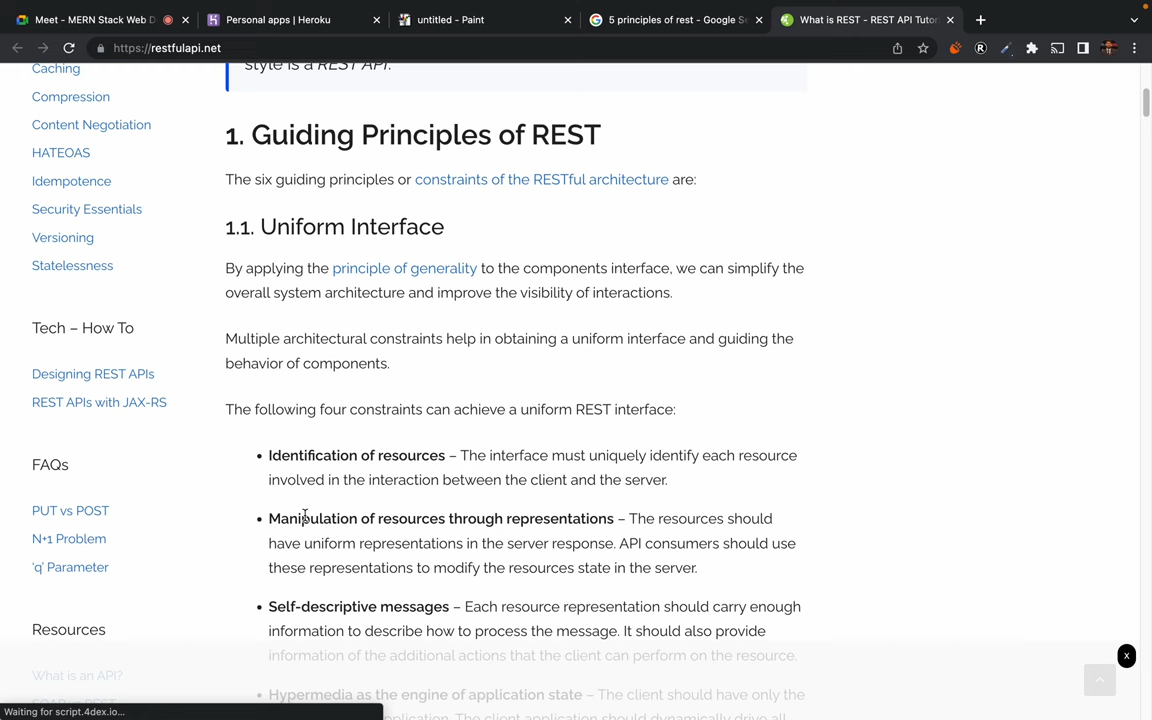 Meet - MERN Stack Web D
Personal apps | Heroku
untitled - Paint
5 principles of rest - Google Se
What is REST - REST API Tutor
https://restfulapi.net
Caching
Compression
Content Negotiation
HATEOAS
Idempotence
Security Essentials
Versioning
Statelessness
Tech – How To
Designing REST APIs
REST APIs with JAX-RS
FAQs
PUT vs POST
N+1 Problem
'q' Parameter
Resources
What is an API?
style is a REST API.
1. Guiding Principles of REST
The six guiding principles or constraints of the RESTful architecture are:
1.1. Uniform Interface
By applying the principle of generality to the components interface, we can simplify the
overall system architecture and improve the visibility of interactions.
Multiple architectural constraints help in obtaining a uniform interface and guiding the
behavior of components.
The following four constraints can achieve a uniform REST interface:
• Identification of resources – The interface must uniquely identify each resource
involved in the interaction between the client and the server.
• Manipulation of resources through representations – The resources should
have uniform representations in the server response. API consumers should use
these representations to modify the resources state in the server.
• Self-descriptive messages – Each resource representation should carry enough
information to describe how to process the message. It should also provide
information of the additional actions that the client can perform on the resource.
• Hypermedia as the engine of application state – The client should have only the
application. The client application should dynamically drive all
x
Waiting for script.4dex.io...